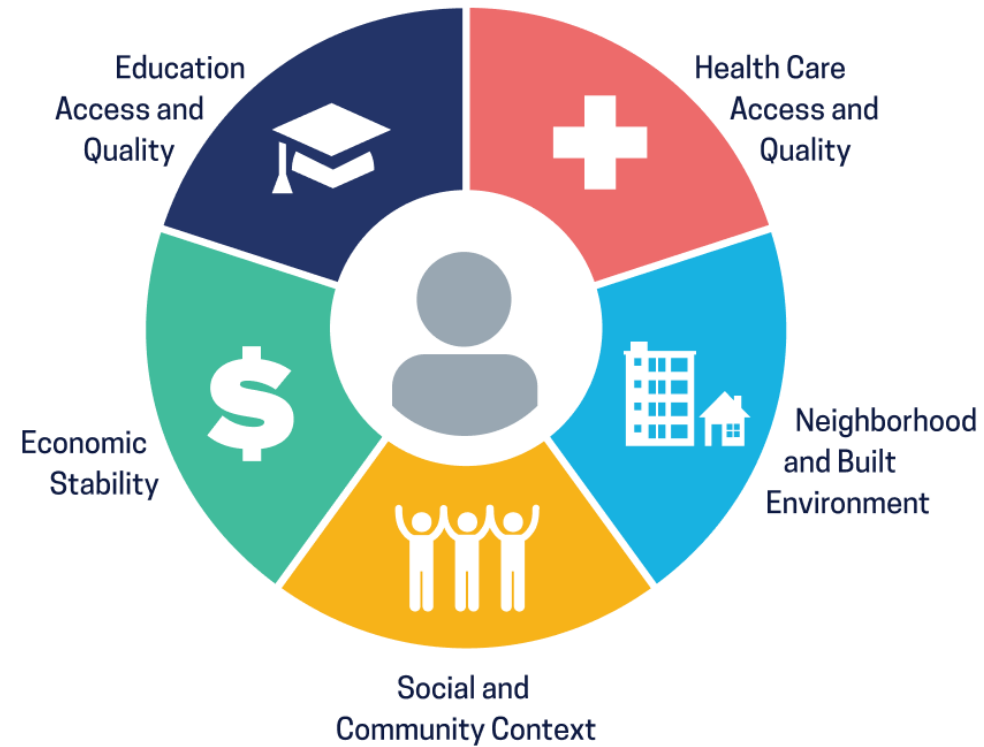 Education
Access and
Quality
Health Care
Access and
Quality
Economic
Stability
Neighborhood
and Built
Environment
Social and
Community Context